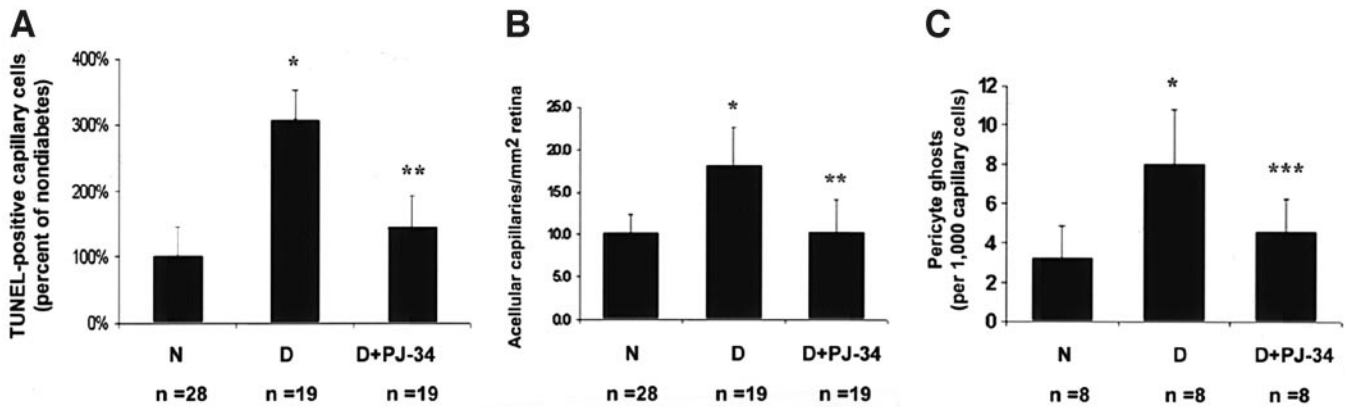 A
TUNEL-positive capillary cells
(percent of nondiabetes)
400%
300%
200%
100%
0%
*
**
N D D+PJ-34
n =28 n =19 n =19
B
Acellular capillaries/mm2 retina
25.0
20.0
15.0
10.0
5.0
0.0
*
**
N D D+PJ-34
n =28 n =19 n =19
C
Pericyte ghosts
(per 1,000 capillary cells)
12
10
8
6
4
2
0
*
***
N D D+PJ-34
n =8 n =8 n =8